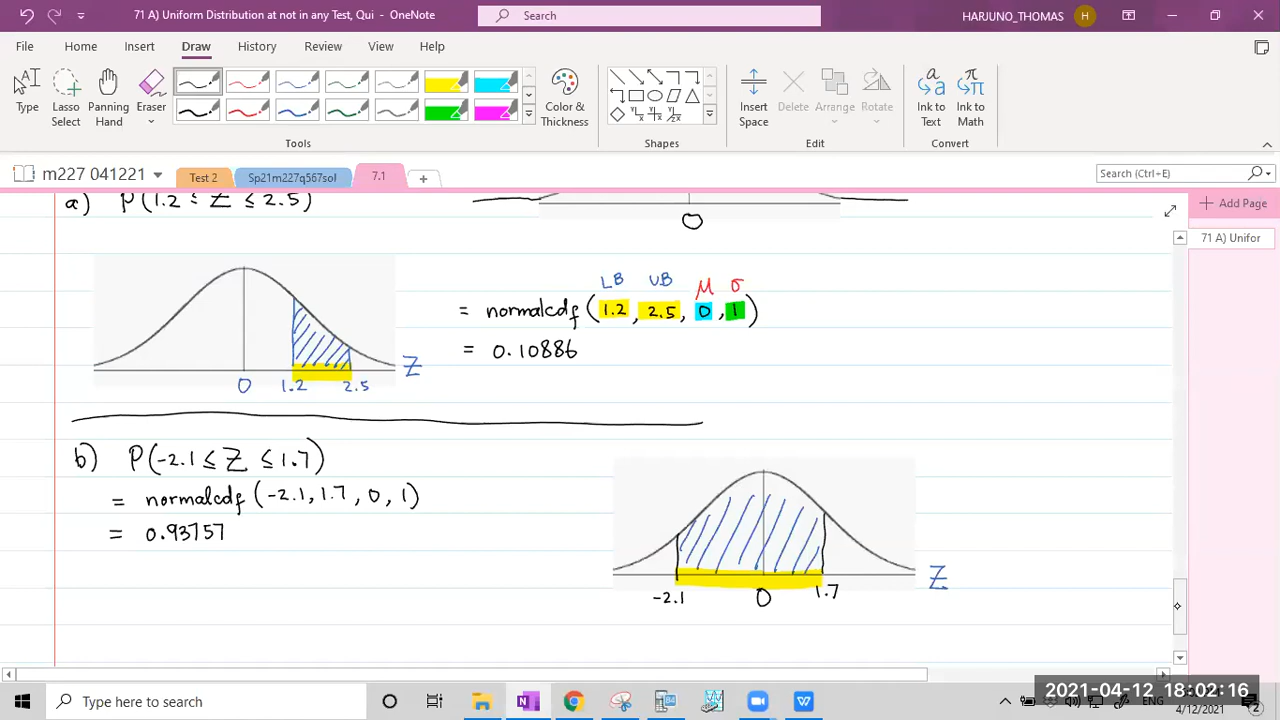 71 A) Uniform Distribution at not in any Test, Qui - OneNote
Search
HARJUNO_THOMAS
H
File Home Insert Draw History Review View Help
Type
Lasso Select
Panning Hand
Eraser
Color & Thickness
Insert Space
Delete
Arrange
Rotate
Ink to Text
Ink to Math
Tools
Shapes
Edit
Convert
m227 041221
Test 2
Sp21m227q567sol
7.1
Search (Ctrl+E)
Add Page
71 A) Unifor
a) P(1.2 ≤ Z ≤ 2.5)
0
LB UB μ σ
= normalcdf (1.2, 2.5, 0, 1)
= 0.10886
0 1.2 2.5 Z
b) P(-2.1 ≤ Z ≤ 1.7)
= normalcdf (-2.1, 1.7, 0, 1)
= 0.93757
-2.1 0 1.7 Z
Type here to search
2021-04-12 18:02:16
4/12/2021